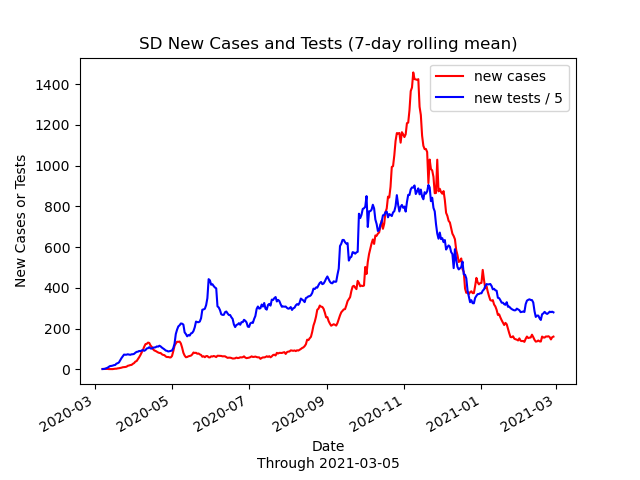 SD New Cases and Tests (7-day rolling mean)
new cases
new tests / 5
New Cases or Tests
1400
1200
1000
800
600
400
200
0
2020-03
2020-05
2020-07
2020-09
2020-11
2021-01
2021-03
Date
Through 2021-03-05